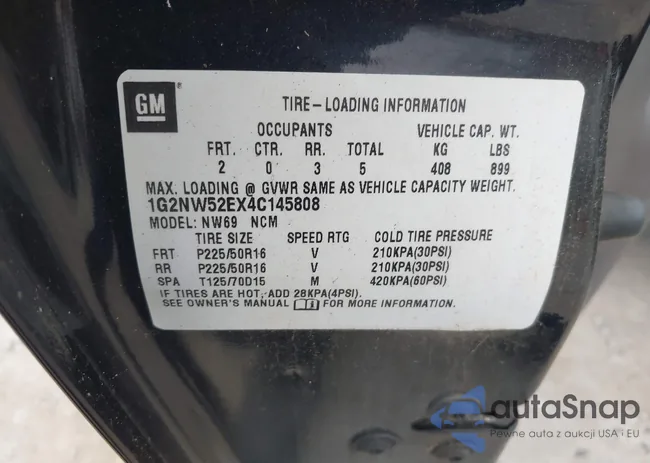 GM
TIRE-LOADING INFORMATION
OCCUPANTS VEHICLE CAP. WT.
FRT. CTR. RR. TOTAL KG LBS
2 0 3 5 408 899
MAX. LOADING @ GVWR SAME AS VEHICLE CAPACITY WEIGHT.
1G2NW52EX4C145808
MODEL: NW69 NCM
TIRE SIZE SPEED RTG COLD TIRE PRESSURE
FRT P225/50R16 V 210KPA(30PSI)
RR P225/50R16 V 210KPA(30PSI)
SPA T125/70D15 M 420KPA(60PSI)
IF TIRES ARE HOT, ADD 28KPA(4PSI).
SEE OWNER'S MANUAL FOR MORE INFORMATION.
autaSnap
Pewne auta z aukcji USA i EU